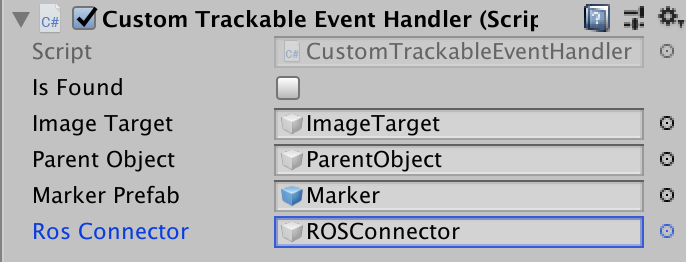 C# Custom Trackable Event Handler (Scrip
Script C# CustomTrackableEventHandler
Is Found
Image Target ImageTarget
Parent Object ParentObject
Marker Prefab Marker
Ros Connector ROSConnector